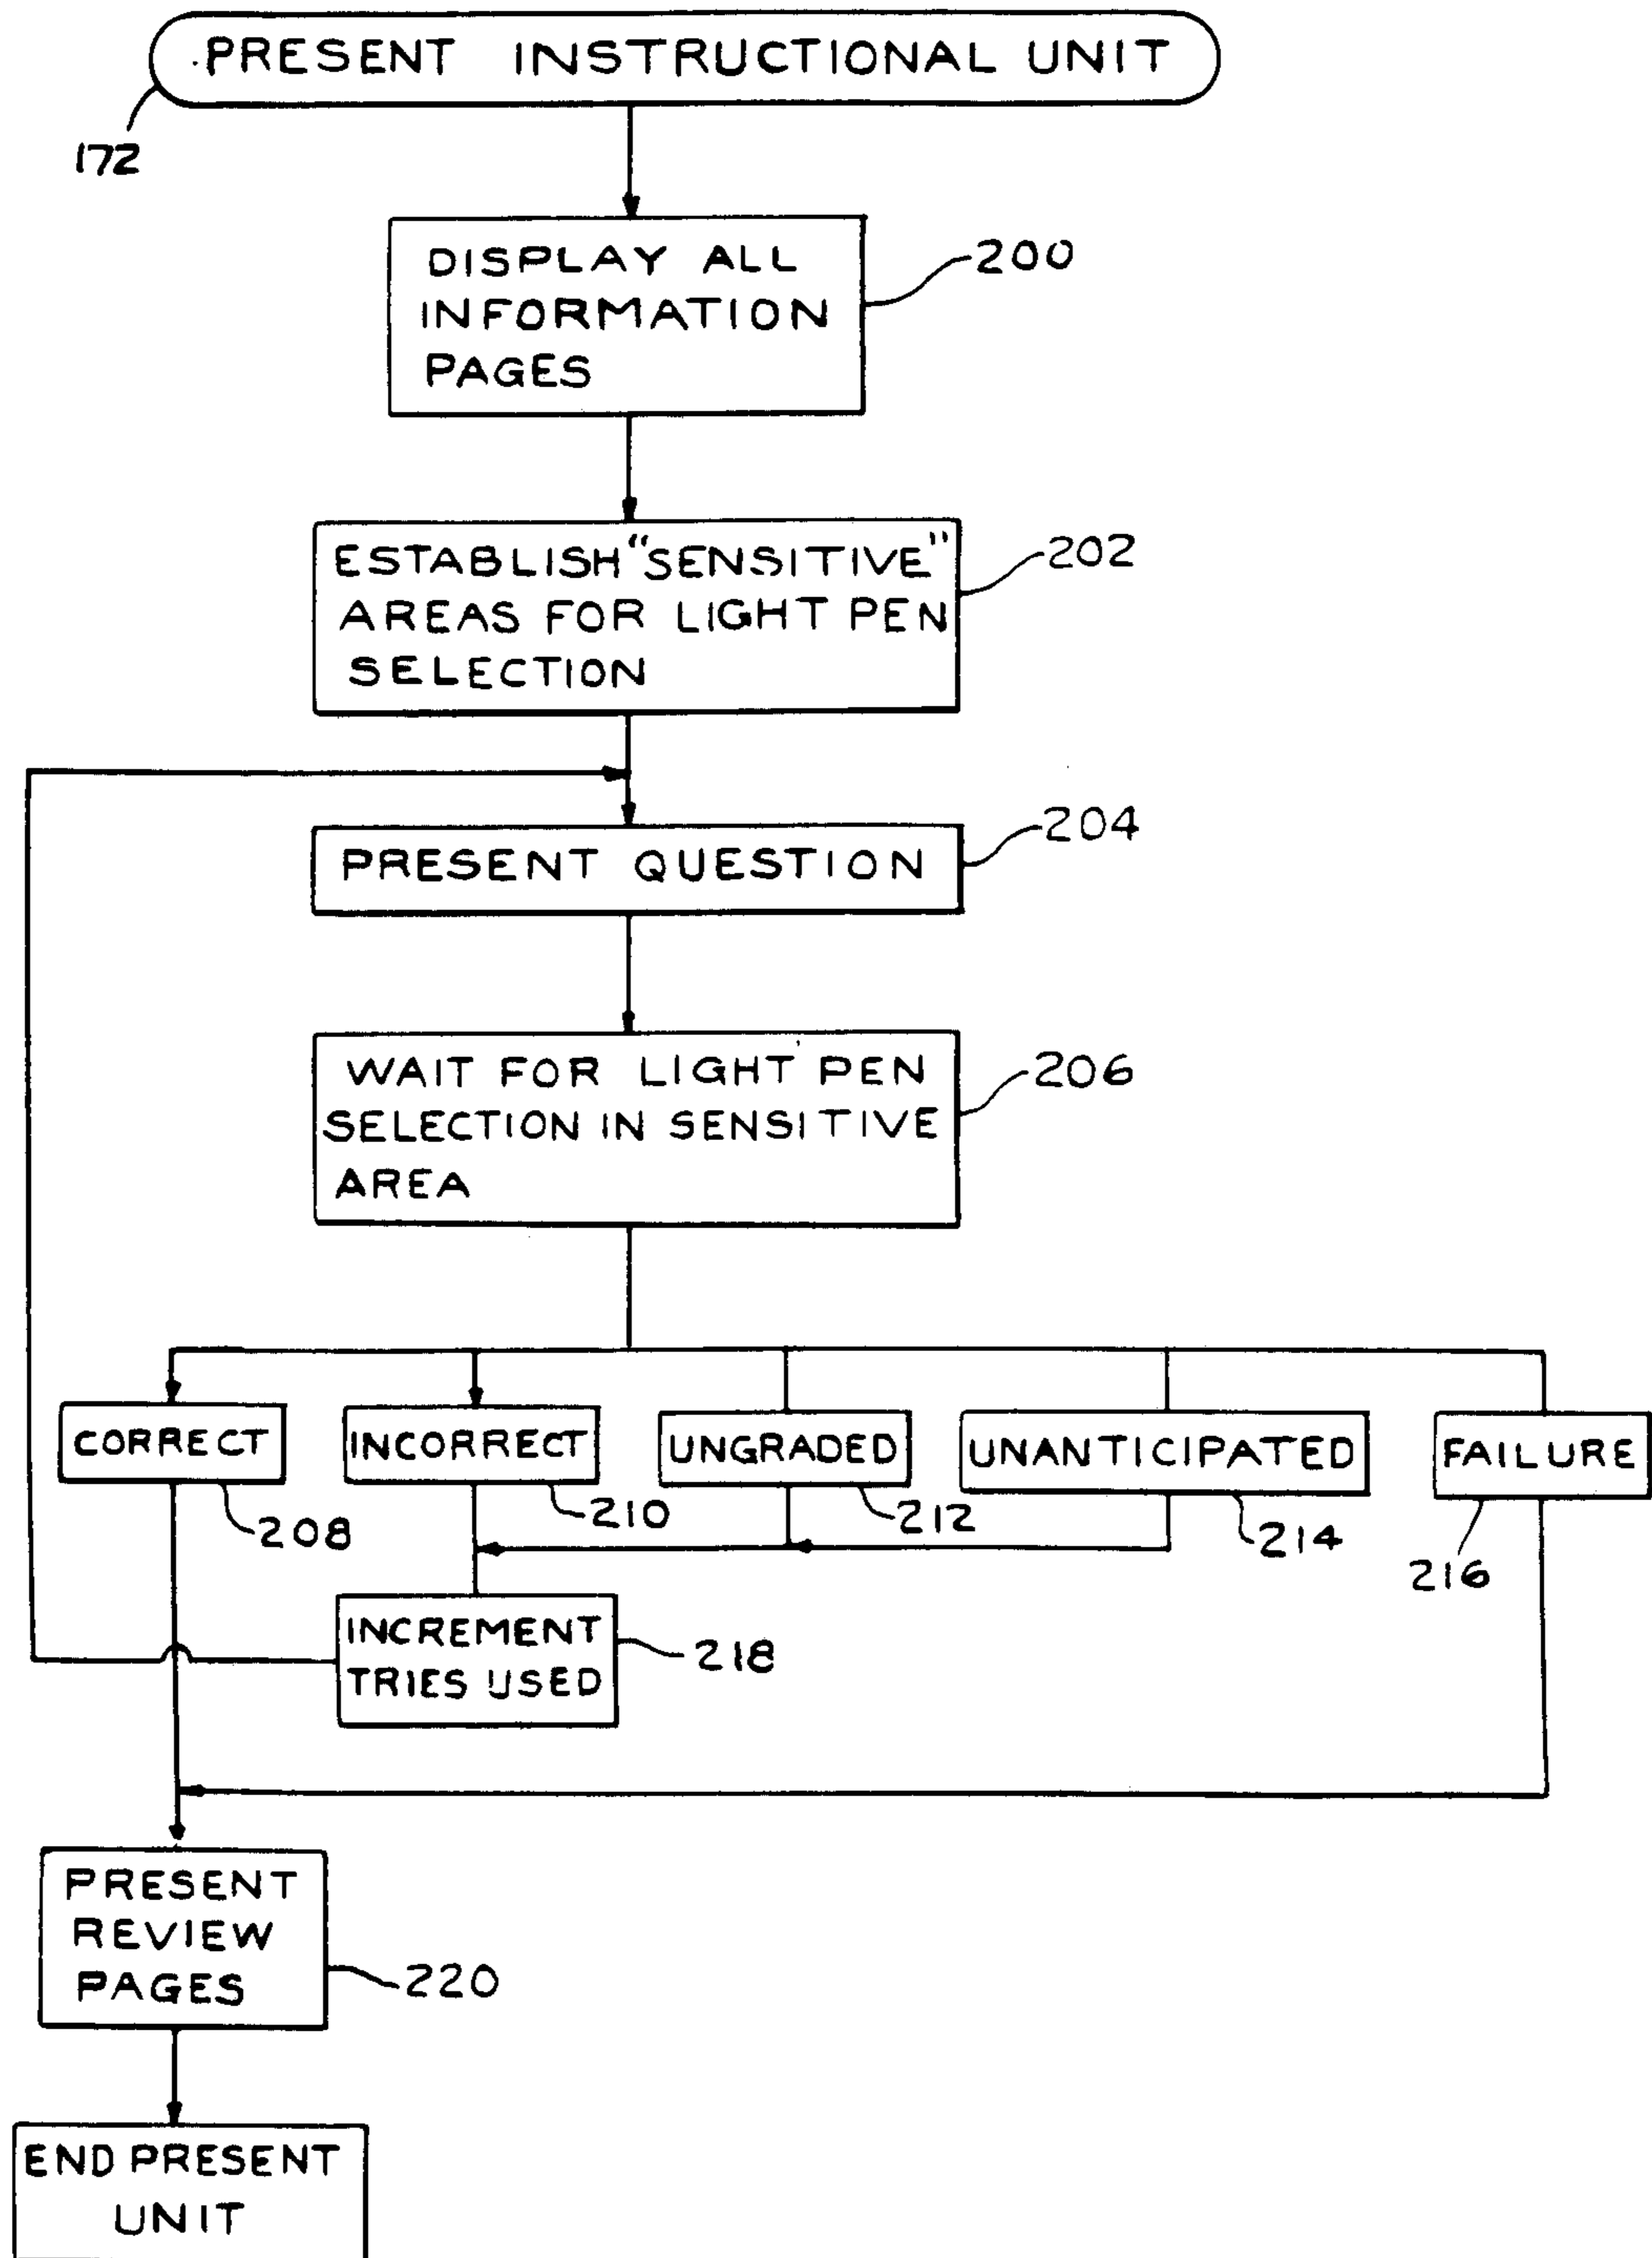 PRESENT INSTRUCTIONAL UNIT
172
DISPLAY ALL
INFORMATION
PAGES
200
ESTABLISH "SENSITIVE"
AREAS FOR LIGHT PEN
SELECTION
202
PRESENT QUESTION
204
WAIT FOR LIGHT PEN
SELECTION IN SENSITIVE
AREA
206
CORRECT
INCORRECT
UNGRADED
UNANTICIPATED
FAILURE
208
210
212
214
216
INCREMENT
TRIES USED
218
PRESENT
REVIEW
PAGES
220
END PRESENT
UNIT